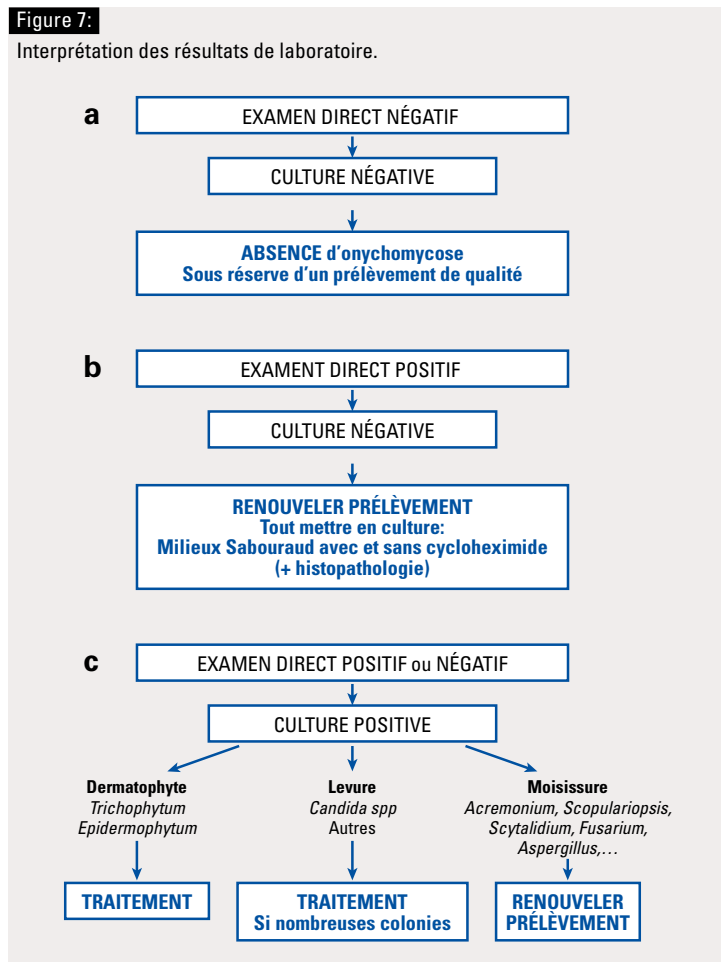 Figure 7:
Interprétation des résultats de laboratoire.
a
EXAMEN DIRECT NÉGATIF
CULTURE NÉGATIVE
ABSENCE d'onychomycose
Sous réserve d'un prélèvement de qualité
b
EXAMENT DIRECT POSITIF
CULTURE NÉGATIVE
RENOUVELER PRÉLÈVEMENT
Tout mettre en culture:
Milieux Sabouraud avec et sans cycloheximide
(+ histopathologie)
c
EXAMEN DIRECT POSITIF ou NÉGATIF
CULTURE POSITIVE
Dermatophyte
Trichophytum
Epidermophytum
TRAITEMENT
Levure
Candida spp
Autres
TRAITEMENT
Si nombreuses colonies
Moisissure
Acremonium, Scopulariopsis,
Scytalidium, Fusarium,
Aspergillus,…
RENOUVELER
PRÉLÈVEMENT